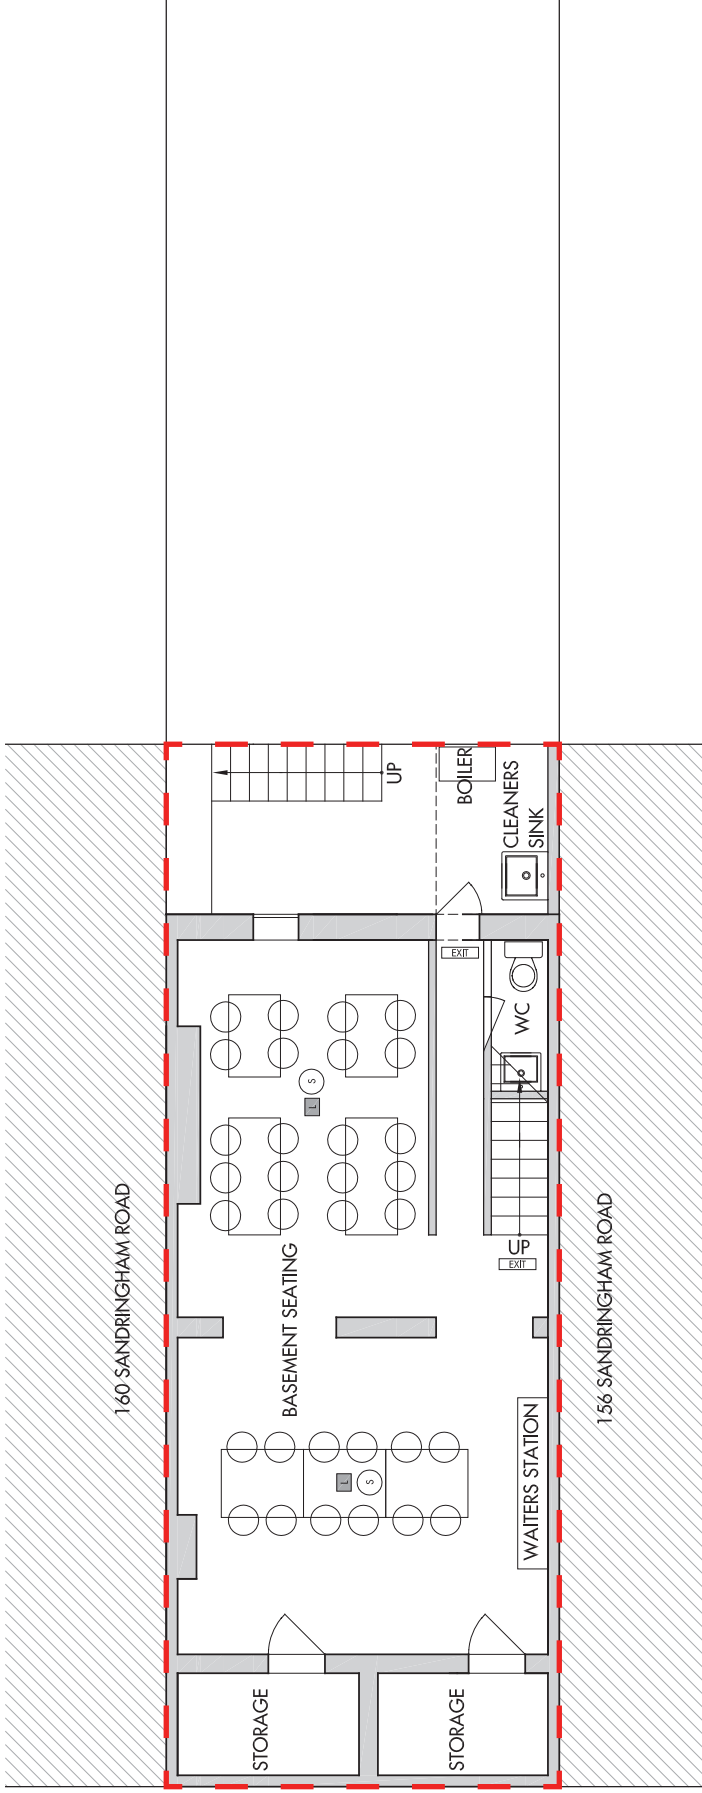 UP
BOILER
CLEANERS
SINK
EXIT
WC
S
L
UP
EXIT
160 SANDRINGHAM ROAD
156 SANDRINGHAM ROAD
BASEMENT SEATING
L
S
WAITERS STATION
STORAGE
STORAGE